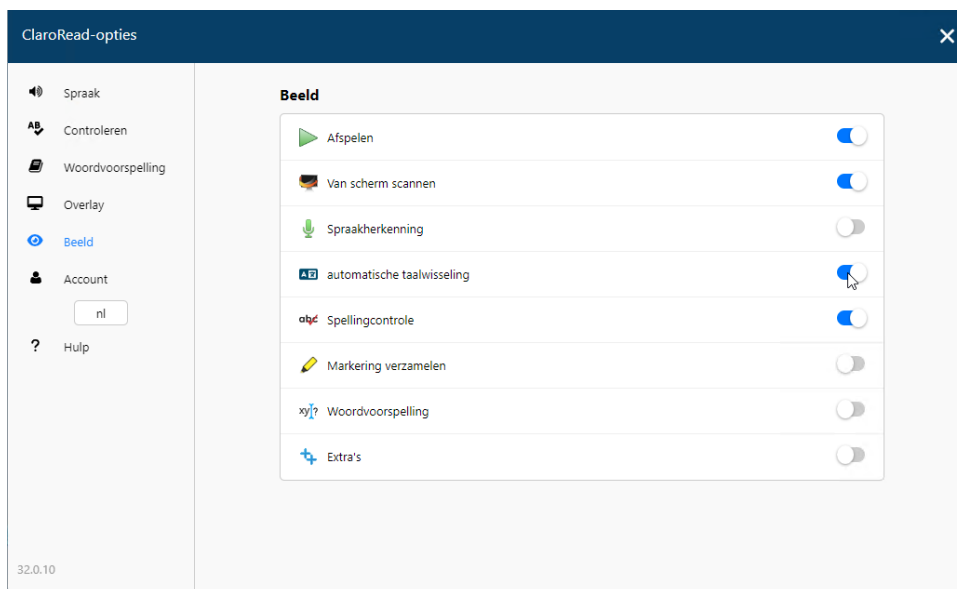 ClaroRead-opties
Spraak
Controleren
Woordvoorspelling
Overlay
Beeld
Account
nl
Hulp
32.0.10
Beeld
Afspelen
Van scherm scannen
Spraakherkenning
automatische taalwisseling
Spellingcontrole
Markering verzamelen
Woordvoorspelling
Extra's